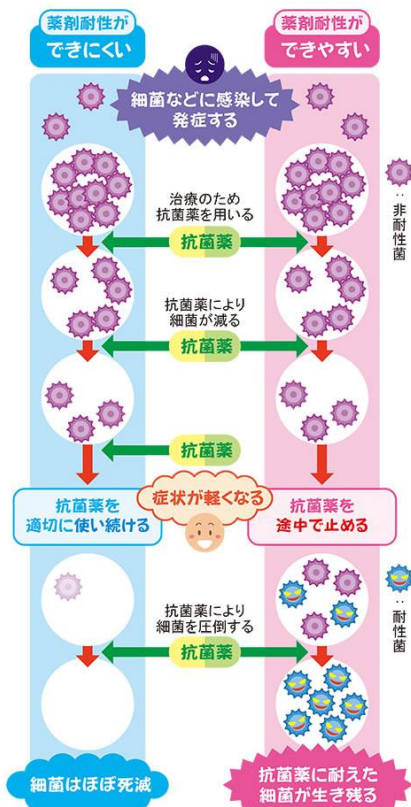 薬剤耐性が
できにくい
薬剤耐性が
できやすい
細菌などに感染して
発症する
治療のため
抗菌薬を用いる
抗菌薬
：非耐性菌
抗菌薬により
細菌が減る
抗菌薬
抗菌薬
症状が軽くなる
抗菌薬を
適切に使い続ける
抗菌薬を
途中で止める
：耐性菌
抗菌薬により
細菌を圧倒する
抗菌薬
細菌はほぼ死滅
抗菌薬に耐えた
細菌が生き残る